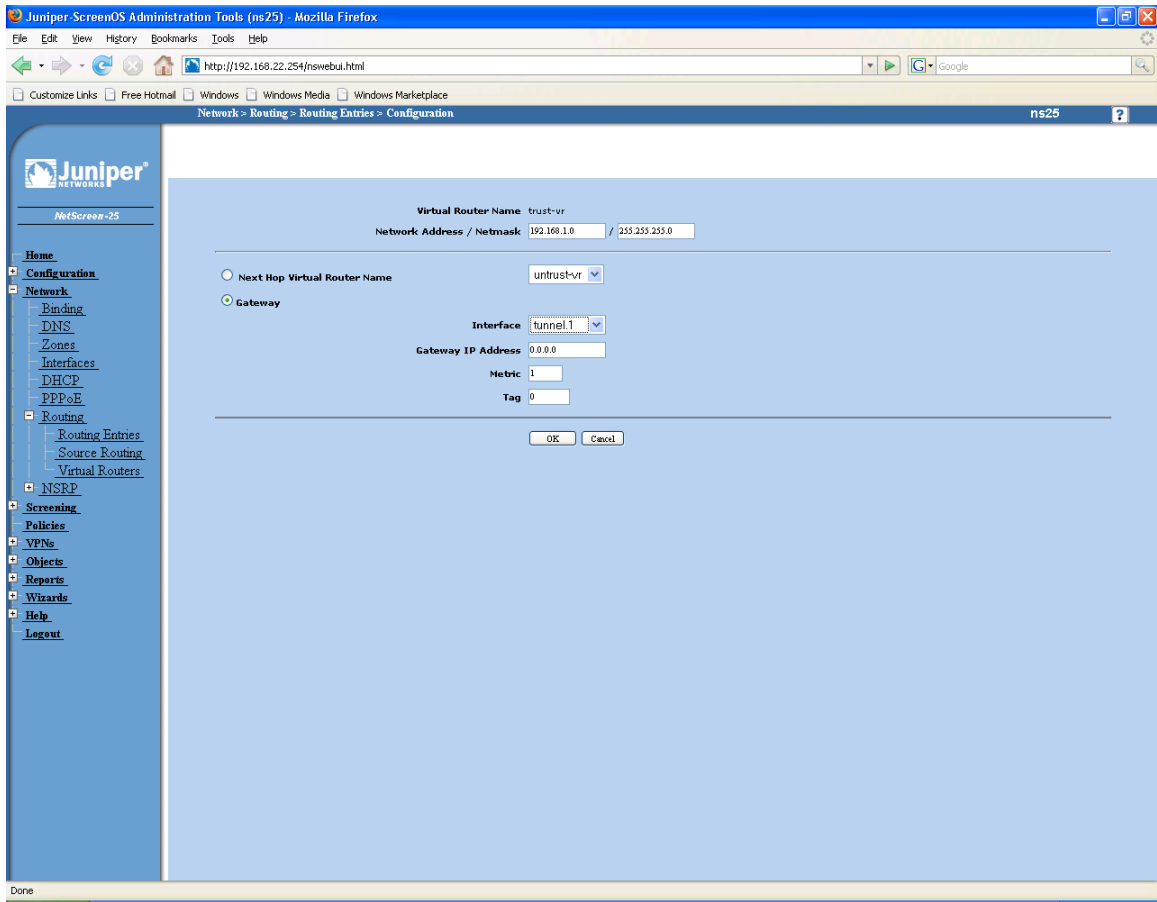 Juniper-ScreenOS Administration Tools (ns25) - Mozilla Firefox
File Edit View History Bookmarks Tools Help
http://192.168.22.254/nswebui.html
G Google
Customize Links Free Hotmail Windows Windows Media Windows Marketplace
Network > Routing > Routing Entries > Configuration
ns25 ?
Juniper®
NETWORKS
NetScreen-25
Home
Configuration
Network
Binding
DNS
Zones
Interfaces
DHCP
PPPoE
Routing
Routing Entries
Source Routing
Virtual Routers
NSRP
Screening
Policies
VPNs
Objects
Reports
Wizards
Help
Logout
Virtual Router Name trust-vr
Network Address / Netmask 192.168.1.0 / 255.255.255.0
Next Hop Virtual Router Name untrust-vr
Gateway
Interface tunnel.1
Gateway IP Address 0.0.0.0
Metric 1
Tag 0
OK Cancel
Done